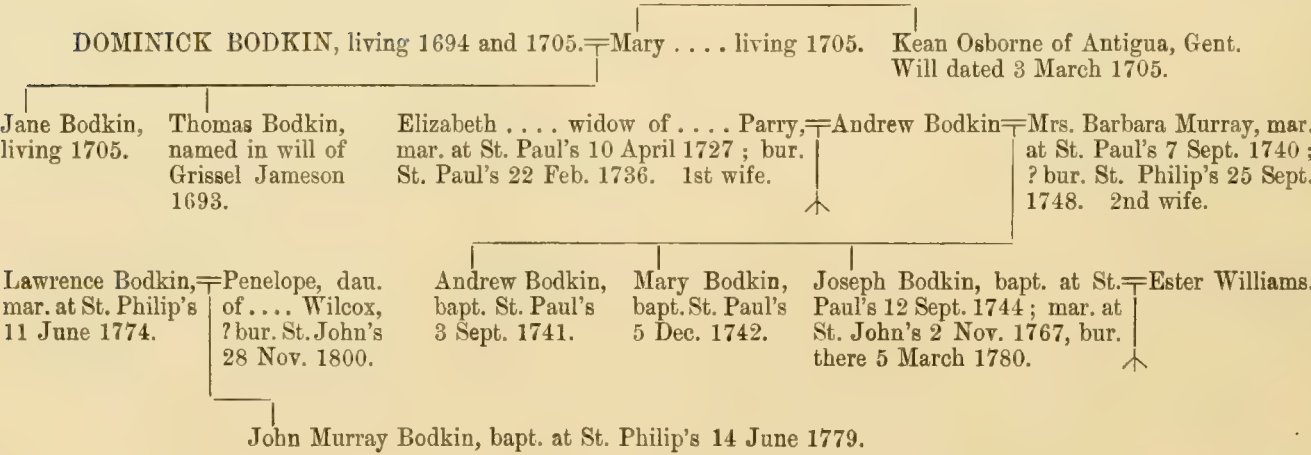 DOMINICK BODKIN, living 1694 and 1705.
Mary .... living 1705.
Kean Osborne of Antigua, Gent.
Will dated 3 March 1705.
Jane Bodkin,
living 1705.
Thomas Bodkin,
named in will of
Grissel Jameson
1693.
Elizabeth .... widow of .... Parry,
mar. at St. Paul's 10 April 1727 ; bur.
St. Paul's 22 Feb. 1736. 1st wife.
Andrew Bodkin
Mrs. Barbara Murray, mar.
at St. Paul's 7 Sept. 1740 ;
? bur. St. Philip's 25 Sept.
1748. 2nd wife.
Lawrence Bodkin,
mar. at St. Philip's
11 June 1774.
Penelope, dau.
of .... Wilcox,
? bur. St. John's
28 Nov. 1800.
Andrew Bodkin,
bapt. St. Paul's
3 Sept. 1741.
Mary Bodkin,
bapt. St. Paul's
5 Dec. 1742.
Joseph Bodkin, bapt. at St.
Paul's 12 Sept. 1744 ; mar. at
St. John's 2 Nov. 1767, bur.
there 5 March 1780.
Ester Williams.
John Murray Bodkin, bapt. at St. Philip's 14 June 1779.